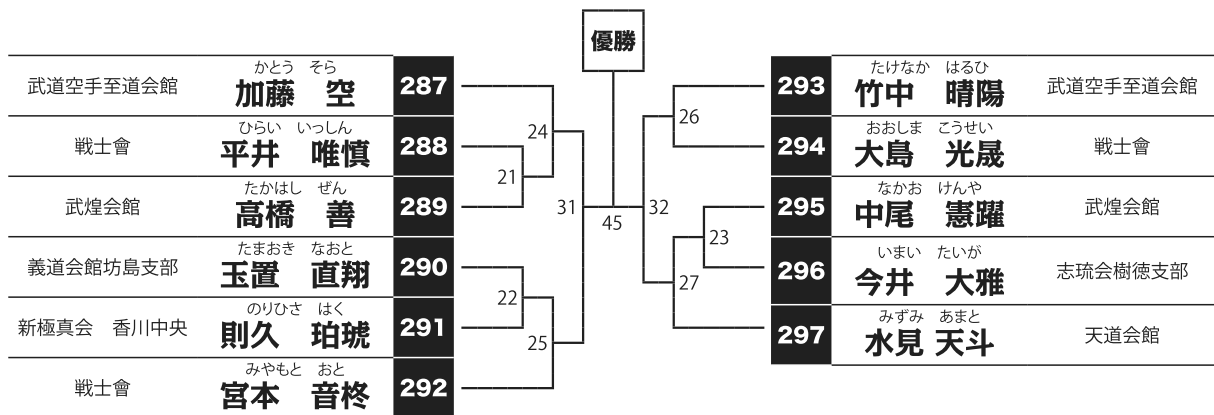 優勝
かとう そら
武道空手至道会館 加藤 空 287
ひらい いっしん
戦士會 平井 唯慎 288
たかはし ぜん
武煌会館 高橋 善 289
たまおき なおと
義道会館坊島支部 玉置 直翔 290
のりひさ はく
新極真会 香川中央 則久 珀琥 291
みやもと おと
戦士會 宮本 音柊 292
24
21
31
22
25
45
32
26
23
27
たけなか はるひ
293 竹中 晴陽 武道空手至道会館
おおしま こうせい
294 大島 光晟 戦士會
なかお けんや
295 中尾 憲躍 武煌会館
いまい たいが
296 今井 大雅 志琉会樹徳支部
みずみ あまと
297 水見 天斗 天道会館